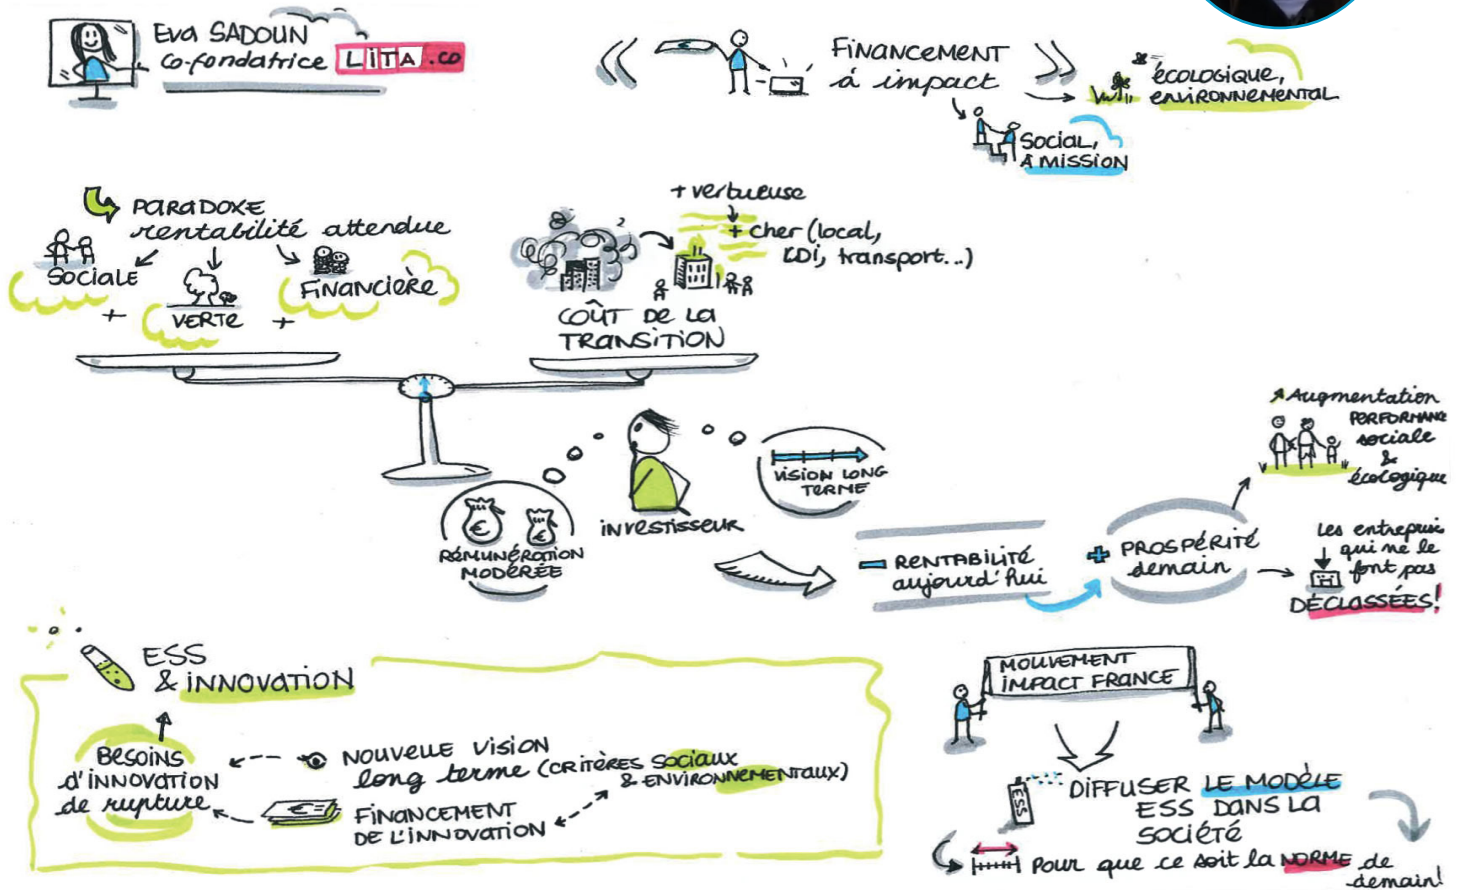 Eva SADOUN
co-fondatrice LITA.co
« FINANCEMENT
à impact »
écologique,
environnemental
social,
à mission
PARADOXE
rentabilité attendue
sociale
+
verte
+
financière
+ vertueuse
+ cher (local,
CDI, transport...)
COÛT DE LA
TRANSITION
RÉMUNÉRATION
MODÉRÉE
investisseur
VISION LONG
TERME
- RENTABILITÉ
aujourd'hui
+ PROSPÉRITÉ
demain
Augmentation
PERFORMANCE
sociale
&
écologique
Les entreprises
qui ne le
font pas
DÉCLASSÉES!
ESS
& innovation
BESOINS
d'INNOVATION
de rupture
NOUVELLE VISION
long terme (CRITÈRES SOCIAUX
& ENVIRONNEMENTAUX)
€
FINANCEMENT
DE L'INNOVATION
MOUVEMENT
IMPACT FRANCE
ESS
DIFFUSER LE MODÈLE
ESS DANS LA
SOCIÉTÉ
Pour que ce soit la NORME de
demain!